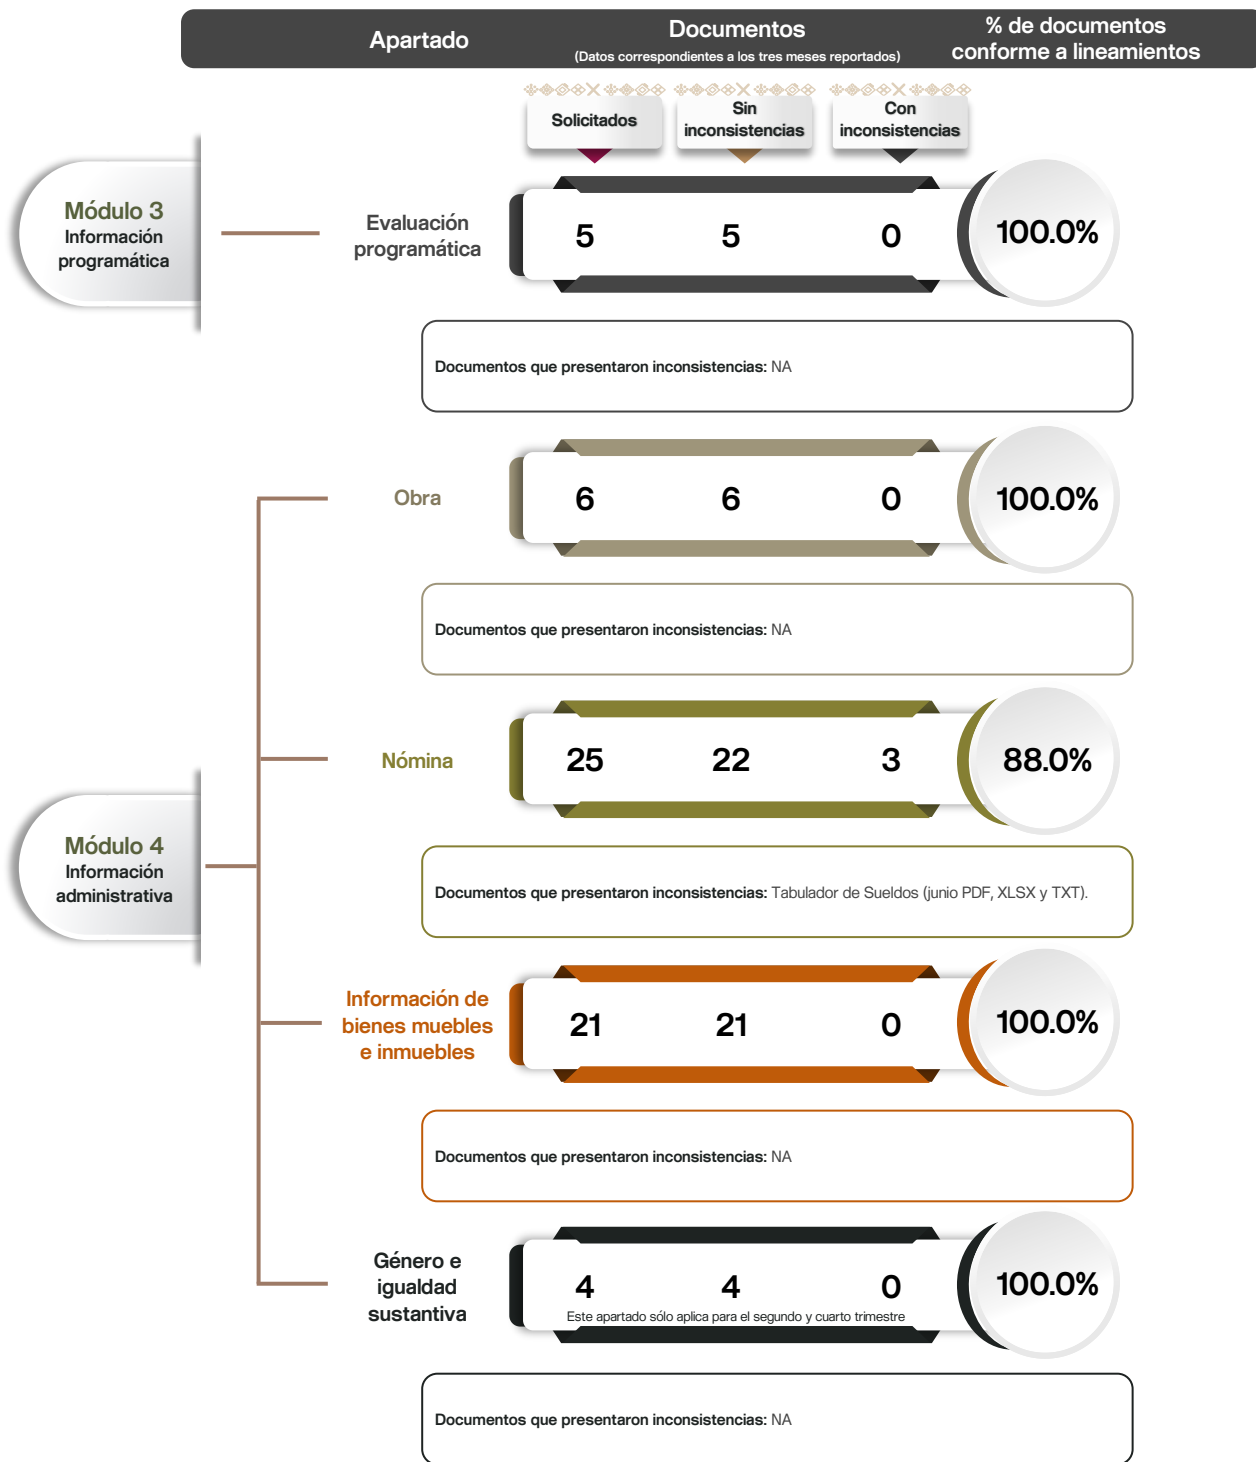 Apartado
Documentos
(Datos correspondientes a los tres meses reportados)
% de documentos
conforme a lineamientos
Solicitados
Sin
inconsistencias
Con
inconsistencias
Módulo 3
Información
programática
Evaluación
programática
5 5 0 100.0%
Documentos que presentaron inconsistencias: NA
Obra
6 6 0 100.0%
Documentos que presentaron inconsistencias: NA
Nómina
25 22 3 88.0%
Módulo 4
Información
administrativa
Documentos que presentaron inconsistencias: Tabulador de Sueldos (junio PDF, XLSX y TXT).
Información de
bienes muebles
e inmuebles
21 21 0 100.0%
Documentos que presentaron inconsistencias: NA
Género e
igualdad
sustantiva
4 4 0 100.0%
Este apartado sólo aplica para el segundo y cuarto trimestre
Documentos que presentaron inconsistencias: NA